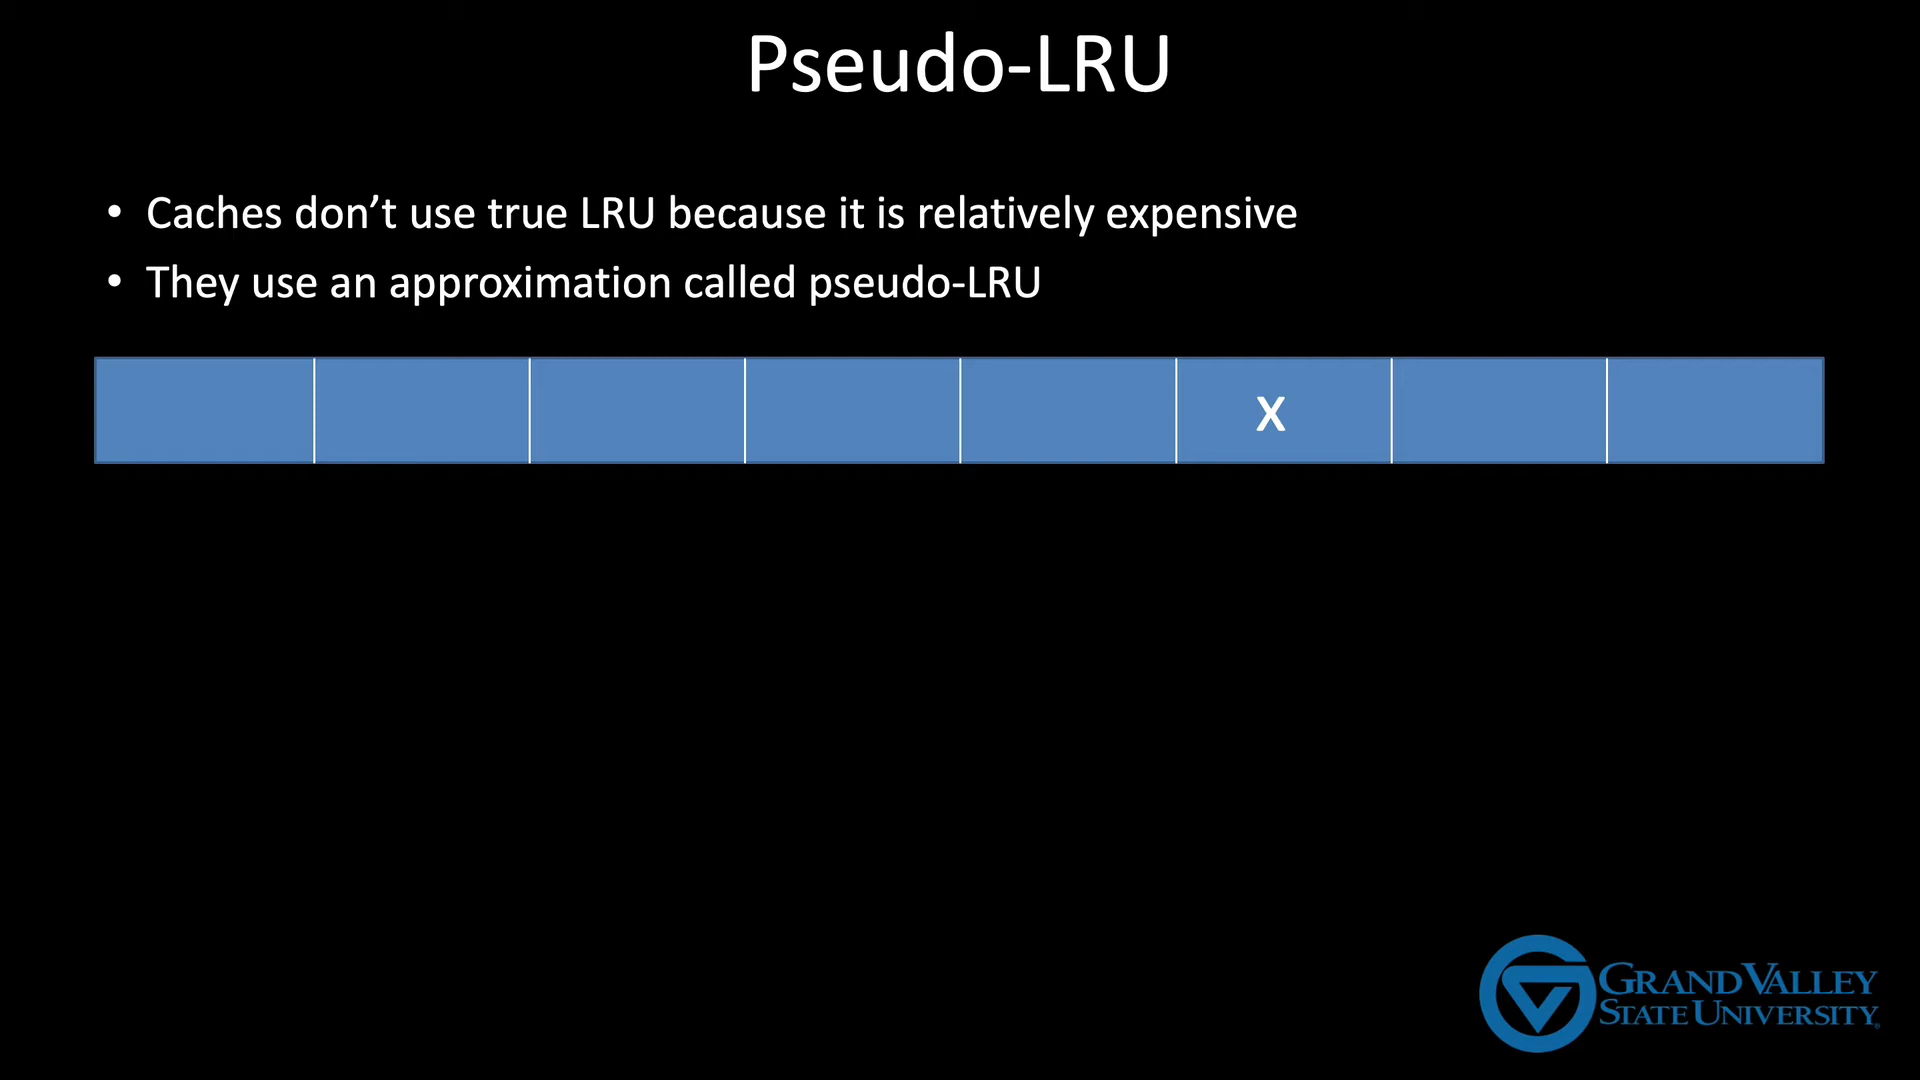 Pseudo-LRU
• Caches don’t use true LRU because it is relatively expensive
• They use an approximation called pseudo-LRU
X
GRAND VALLEY
STATE UNIVERSITY